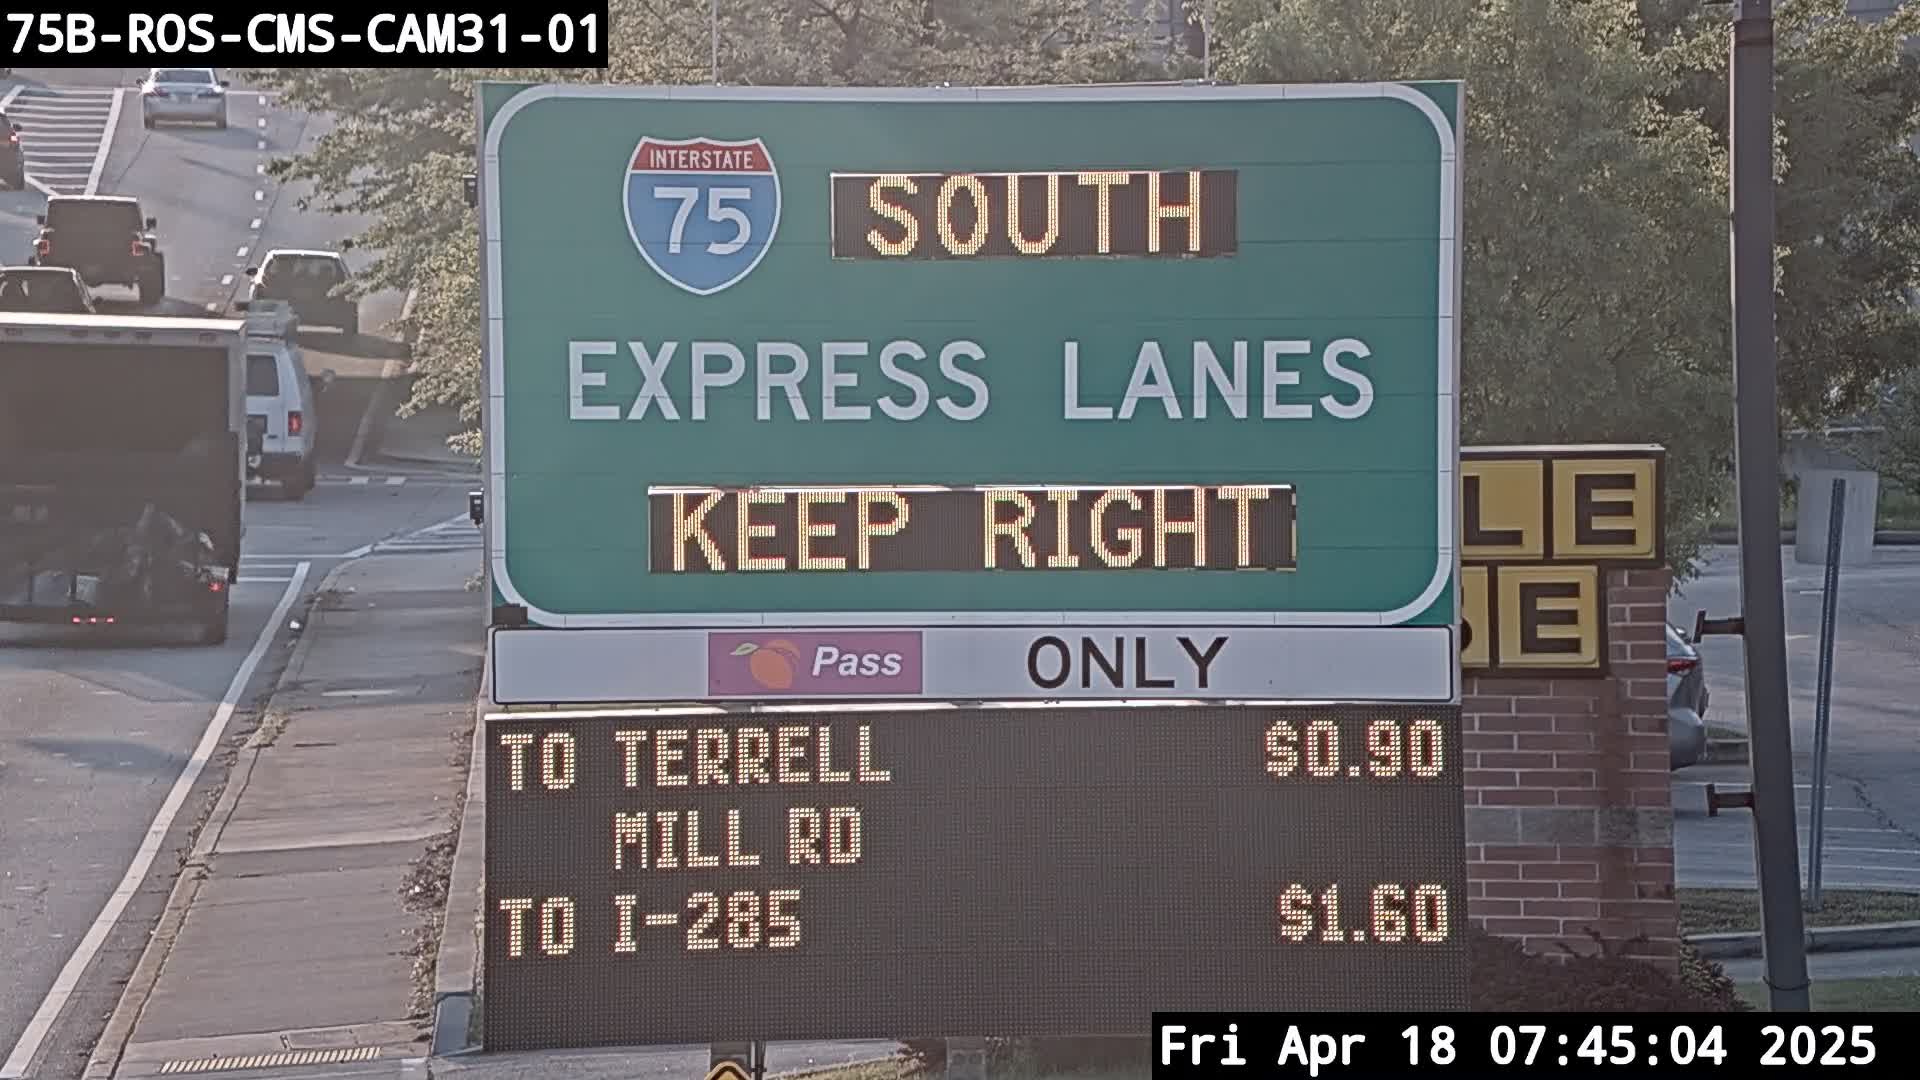 75B-ROS-CMS-CAM31-01
INTERSTATE
75
SOUTH
EXPRESS LANES
KEEP RIGHT
Pass ONLY
TO TERRELL $0.90
MILL RD
TO I-285 $1.60
LE
E
Fri Apr 18 07:45:04 2025